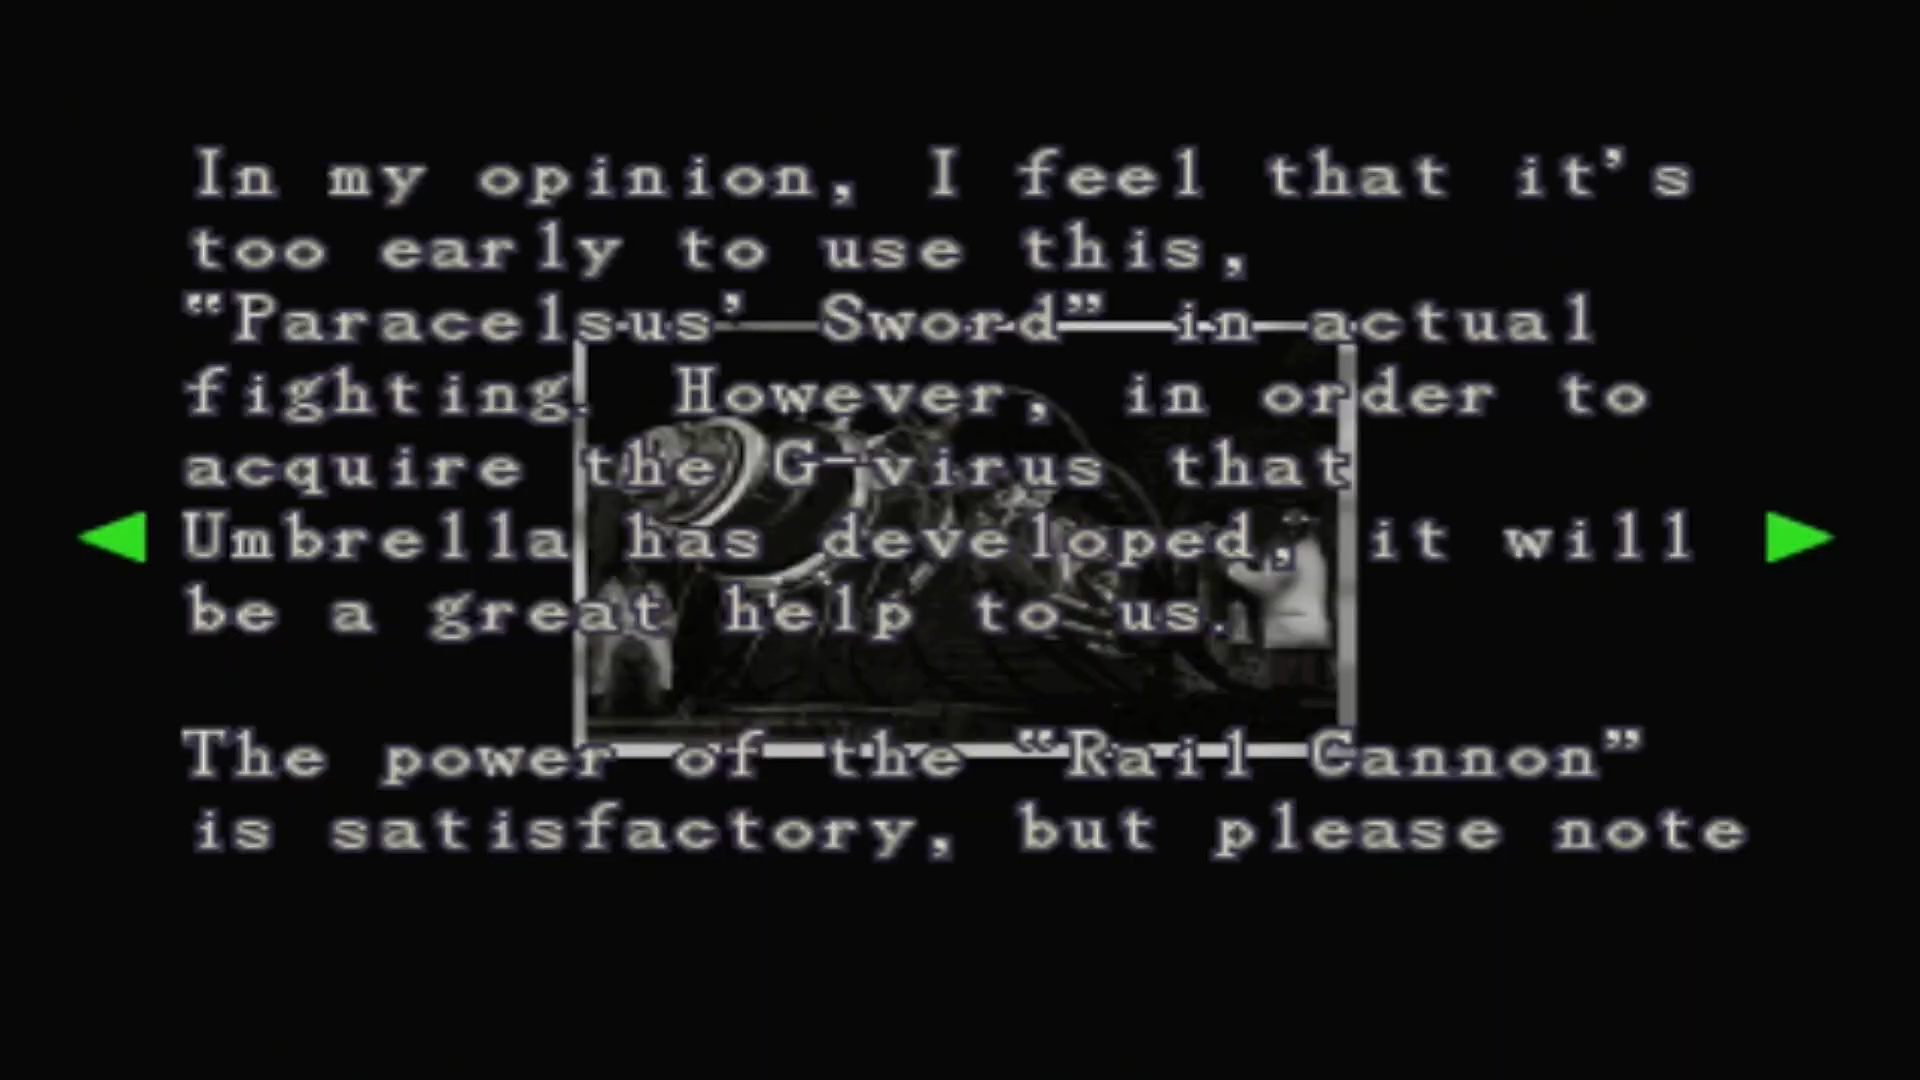 In my opinion, I feel that it’s
too early to use this,
“Paracelsus’ Sword” in actual
fighting. However, in order to
acquire the G-virus that
Umbrella has developed, it will
be a great help to us.
The power of the “Rail Cannon”
is satisfactory, but please note